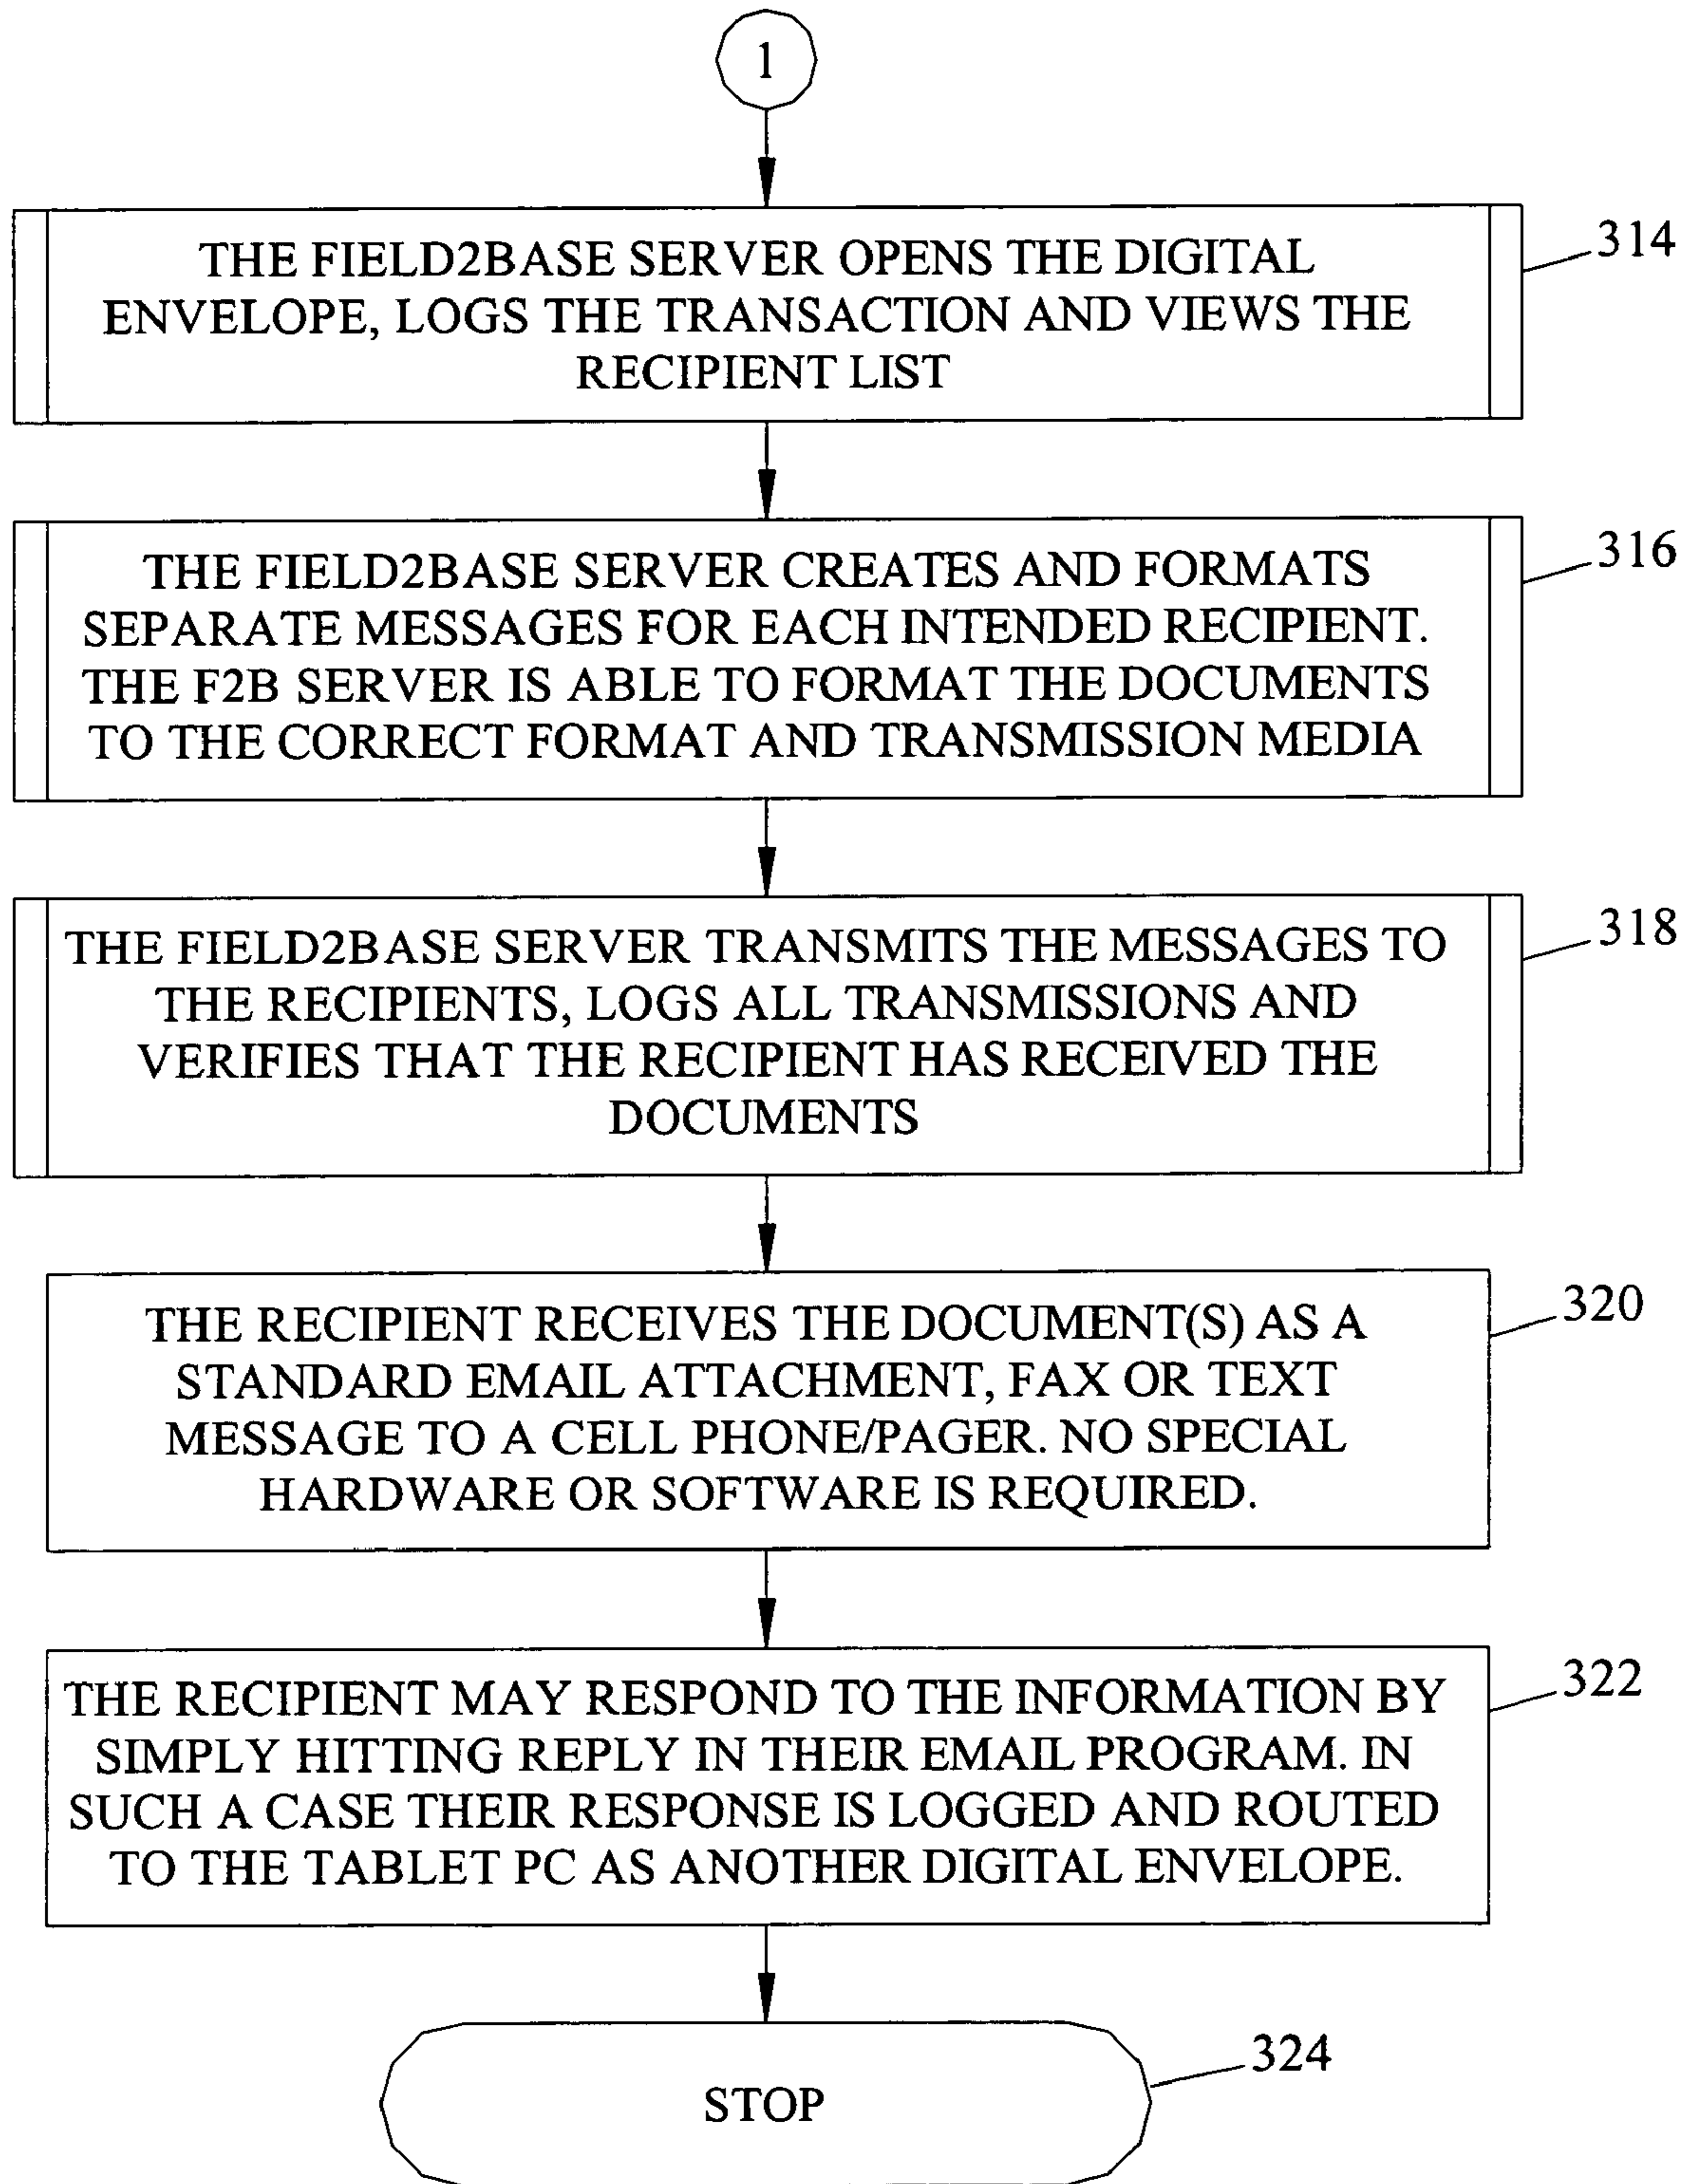 1
THE FIELD2BASE SERVER OPENS THE DIGITAL
ENVELOPE, LOGS THE TRANSACTION AND VIEWS THE
RECIPIENT LIST
314
THE FIELD2BASE SERVER CREATES AND FORMATS
SEPARATE MESSAGES FOR EACH INTENDED RECIPIENT.
THE F2B SERVER IS ABLE TO FORMAT THE DOCUMENTS
TO THE CORRECT FORMAT AND TRANSMISSION MEDIA
316
THE FIELD2BASE SERVER TRANSMITS THE MESSAGES TO
THE RECIPIENTS, LOGS ALL TRANSMISSIONS AND
VERIFIES THAT THE RECIPIENT HAS RECEIVED THE
DOCUMENTS
318
THE RECIPIENT RECEIVES THE DOCUMENT(S) AS A
STANDARD EMAIL ATTACHMENT, FAX OR TEXT
MESSAGE TO A CELL PHONE/PAGER. NO SPECIAL
HARDWARE OR SOFTWARE IS REQUIRED.
320
THE RECIPIENT MAY RESPOND TO THE INFORMATION BY
SIMPLY HITTING REPLY IN THEIR EMAIL PROGRAM. IN
SUCH A CASE THEIR RESPONSE IS LOGGED AND ROUTED
TO THE TABLET PC AS ANOTHER DIGITAL ENVELOPE.
322
STOP
324